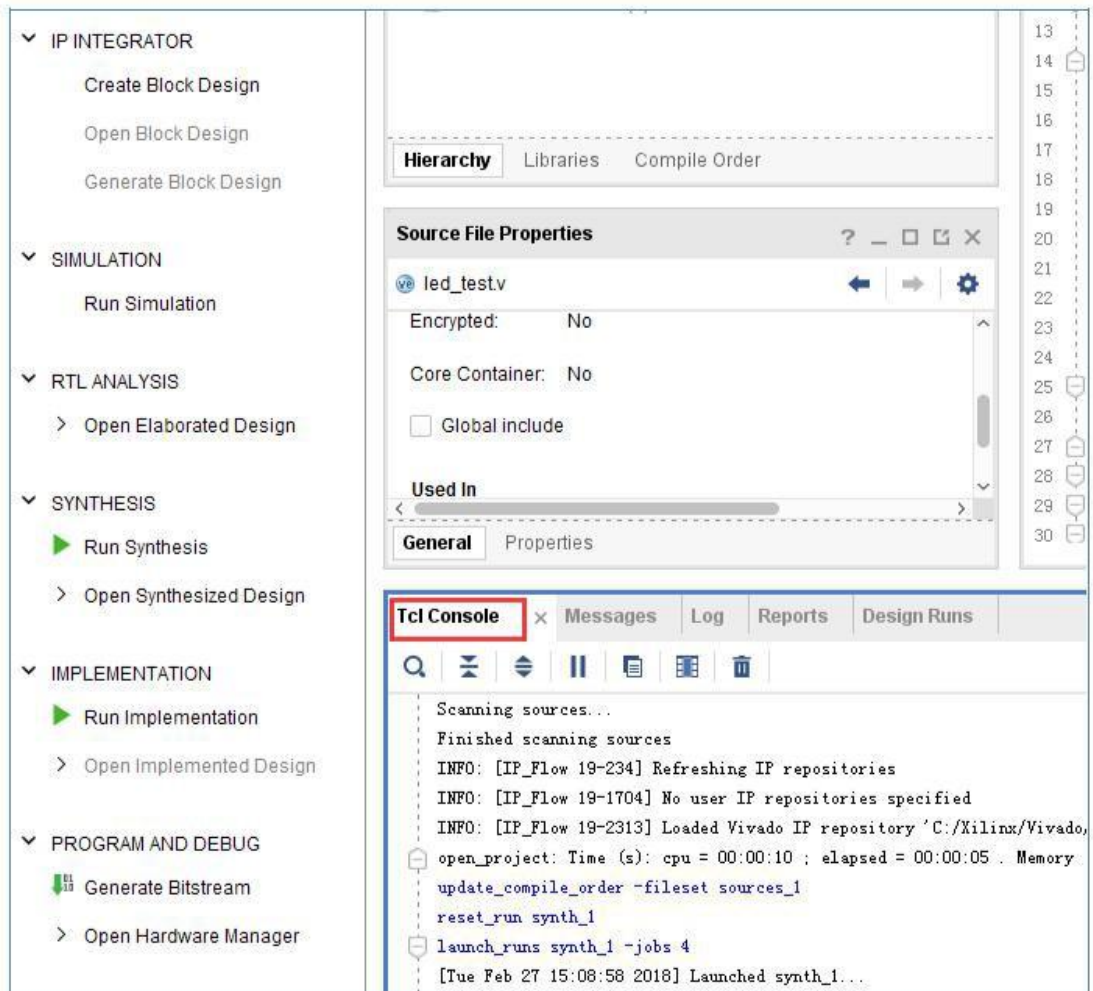 IP INTEGRATOR
Create Block Design
Open Block Design
Generate Block Design
SIMULATION
Run Simulation
RTL ANALYSIS
Open Elaborated Design
SYNTHESIS
Run Synthesis
Open Synthesized Design
IMPLEMENTATION
Run Implementation
Open Implemented Design
PROGRAM AND DEBUG
Generate Bitstream
Open Hardware Manager
Hierarchy Libraries Compile Order
Source File Properties
led_test.v
Encrypted: No
Core Container: No
Global include
Used In
General Properties
Tcl Console Messages Log Reports Design Runs
Scanning sources...
Finished scanning sources
INFO: [IP_Flow 19-234] Refreshing IP repositories
INFO: [IP_Flow 19-1704] No user IP repositories specified
INFO: [IP_Flow 19-2313] Loaded Vivado IP repository 'C:/Xilinx/Vivado/
open_project: Time (s): cpu = 00:00:10 ; elapsed = 00:00:05 . Memory
update_compile_order -fileset sources_1
reset_run synth_1
launch_runs synth_1 -jobs 4
[Tue Feb 27 15:08:58 2018] Launched synth_1...
13
14
15
16
17
18
19
20
21
22
23
24
25
26
27
28
29
30